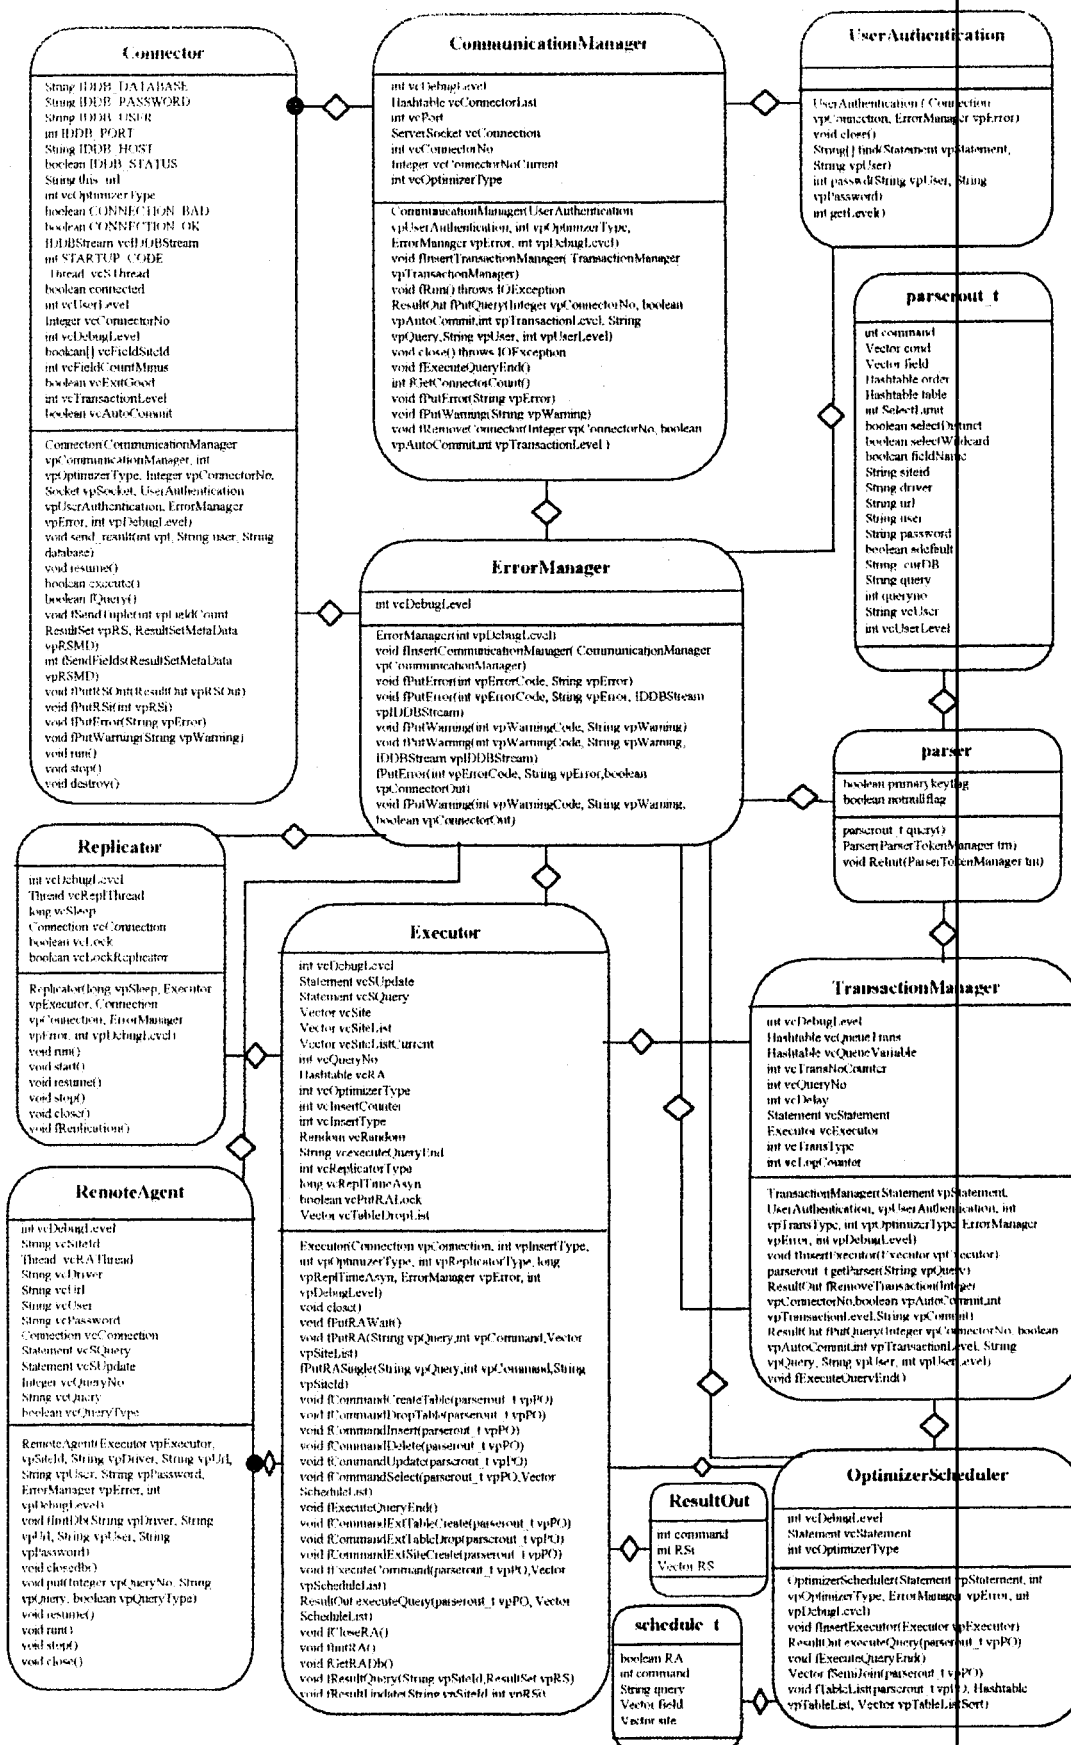 Connector
String IDDB_DATABASE
String IDDB_PASSWORD
String IDDB_USER
int IDDB_PORT
String IDDB_HOST
boolean IDDB_STATUS
String this_url
int vcOptimizerType
boolean CONNECTION_BAD
boolean CONNECTION_OK
IDDBStream vcIDDBStream
int STARTUP_CODE
Thread vcSThread
boolean connected
int vcUserLevel
Integer vcConnectorNo
int vcDebugLevel
boolean[] vcFieldSiteId
int vcFieldCountMinus
boolean vcExitGood
int vcTransactionLevel
boolean vcAutoCommit
Connector(CommunicationManager
vpCommunicationManager, int
vpOptimizerType, Integer vpConnectorNo,
Socket vpSocket, UserAuthentication
vpUserAuthentication, ErrorManager
vpError, int vpDebugLevel)
void send_result(int vpI, String user, String
database)
void resume()
boolean execute()
boolean fQuery()
void fSendTuple(int vpFieldCount
ResultSet vpRS, ResultSetMetaData
vpRSMD)
int fSendFields(ResultSetMetaData
vpRSMD)
void fPutRSOut(ResultOut vpRSOut)
void fPutRSi(int vpRSi)
void fPutError(String vpError)
void fPutWarning(String vpWarning)
void run()
void stop()
void destroy()
CommunicationManager
int vcDebugLevel
Hashtable vcConnectorList
int vcPort
ServerSocket vcConnection
int vcConnectorNo
Integer vcConnectorNoCurrent
int vcOptimizerType
CommunicationManager(UserAuthentication
vpUserAuthentication, int vpOptimizerType,
ErrorManager vpError, int vpDebugLevel)
void fInsertTransactionManager( TransactionManager
vpTransactionManager)
void fRun() throws IOException
ResultOut fPutQuery(Integer vpConnectorNo, boolean
vpAutoCommit,int vpTransactionLevel, String
vpQuery,String vpUser, int vpUserLevel)
void close() throws IOException
void fExecuteQueryEnd()
int fGetConnectorCount()
void fPutError(String vpError)
void fPutWarning(String vpWarning)
void fRemoveConnector(Integer vpConnectorNo, boolean
vpAutoCommit,int vpTransactionLevel )
UserAuthentication
UserAuthentication ( Connection
vpConnection, ErrorManager vpError)
void close()
String[] find(Statement vpStatement,
String vpUser)
int passwd(String vpUser, String
vpPassword)
int getLevel()
parserout_t
int command
Vector cond
Vector field
Hashtable order
Hashtable table
int SelectLimit
boolean selectDistinct
boolean selectWildcard
boolean fieldName
String siteid
String driver
String url
String user
String password
boolean sdefault
String curDB
String query
int queryno
String vcUser
int vcUserLevel
ErrorManager
int vcDebugLevel
ErrorManager(int vpDebugLevel)
void fInsertCommunicationManager( CommunicationManager
vpCommunicationManager)
void fPutError(int vpErrorCode, String vpError)
void fPutError(int vpErrorCode, String vpError, IDDBStream
vpIDDBStream)
void fPutWarning(int vpWarningCode, String vpWarning)
void fPutWarning(int vpWarningCode, String vpWarning,
IDDBStream vpIDDBStream)
fPutError(int vpErrorCode, String vpError,boolean
vpConnectorOut)
void fPutWarning(int vpWarningCode, String vpWarning,
boolean vpConnectorOut)
parser
boolean primarykeyflag
boolean notnullflag
parserout_t query()
Parser(ParserTokenManager tm)
void ReInit(ParserTokenManager tm)
Replicator
int vcDebugLevel
Thread vcReplThread
long vcSleep
Connection vcConnection
boolean vcLock
boolean vcLockReplicator
Replicator(long vpSleep, Executor
vpExecutor, Connection
vpConnection, ErrorManager
vpError, int vpDebugLevel)
void run()
void start()
void resume()
void stop()
void close()
void fReplication()
Executor
int vcDebugLevel
Statement vcSUpdate
Statement vcSQuery
Vector vcSite
Vector vcSiteList
Vector vcSiteListCurrent
int vcQueryNo
Hashtable vcRA
int vcOptimizerType
int vcInsertCounter
int vcInsertType
Random vcRandom
String vcexecuteQueryEnd
int vcReplicatorType
long vcReplTimeAsyn
boolean vcPutRALock
Vector vcTableDropList
Executor(Connection vpConnection, int vpInsertType,
int vpOptimizerType, int vpReplicatorType, long
vpReplTimeAsyn, ErrorManager vpError, int
vpDebugLevel)
void close()
void fPutRAWait()
void fPutRA(String vpQuery,int vpCommand,Vector
vpSiteList)
fPutRASingle(String vpQuery,int vpCommand,String
vpSiteId)
void fCommandCreateTable(parserout_t vpPO)
void fCommandDropTable(parserout_t vpPO)
void fCommandInsert(parserout_t vpPO)
void fCommandDelete(parserout_t vpPO)
void fCommandUpdate(parserout_t vpPO)
void fCommandSelect(parserout_t vpPO,Vector
ScheduleList)
void fExecuteQueryEnd()
void fCommandExtTableCreate(parserout_t vpPO)
void fCommandExtTableDrop(parserout_t vpPO)
void fCommandExtSiteCreate(parserout_t vpPO)
void fExecuteCommand(parserout_t vpPO,Vector
vpScheduleList)
ResultOut executeQuery(parserout_t vpPO, Vector
ScheduleList)
void fCloseRA()
void fInitRA()
void fGetRADb()
void fResultQuery(String vpSiteId,ResultSet vpRS)
void fResultUpdate(String vpSiteId,int vpRSi)
TransactionManager
int vcDebugLevel
Hashtable vcQueueTrans
Hashtable vcQueueVariable
int vcTransNoCounter
int vcQueryNo
int vcDelay
Statement vcStatement
Executor vcExecutor
int vcTransType
int vcLogCounter
TransactionManager(Statement vpStatement,
UserAuthentication, vpUserAuthentication, int
vpTransType, int vpOptimizerType, ErrorManager
vpError, int vpDebugLevel)
void fInsertExecutor(Executor vpExecutor)
parserout_t getParser(String vpQuery)
ResultOut fRemoveTransaction(Integer
vpConnectorNo,boolean vpAutoCommit,int
vpTransactionLevel,String vpCommit)
ResultOut fPutQuery(Integer vpConnectorNo, boolean
vpAutoCommit,int vpTransactionLevel, String
vpQuery, String vpUser, int vpUserLevel)
void fExecuteQueryEnd()
RemoteAgent
int vcDebugLevel
String vcSiteId
Thread vcRAThread
String vcDriver
String vcUrl
String vcUser
String vcPassword
Connection vcConnection
Statement vcSQuery
Statement vcSUpdate
Integer vcQueryNo
String vcQuery
boolean vcQueryType
RemoteAgent(Executor vpExecutor,
vpSiteId, String vpDriver, String vpUrl,
String vpUser, String vpPassword,
ErrorManager vpError, int
vpDebugLevel)
void fInitDb(String vpDriver, String
vpUrl, String vpUser, String
vpPassword)
void closedb()
void put(Integer vpQueryNo, String
vpQuery, boolean vpQueryType)
void resume()
void run()
void stop()
void close()
ResultOut
int command
int RSi
Vector RS
schedule_t
boolean RA
int command
String query
Vector field
Vector site
OptimizerScheduler
int vcDebugLevel
Statement vcStatement
int vcOptimizerType
OptimizerScheduler(Statement vpStatement, int
vpOptimizerType, ErrorManager vpError, int
vpDebugLevel)
void fInsertExecutor(Executor vpExecutor)
ResultOut executeQuery(parserout_t vpPO)
void fExecuteQueryEnd()
Vector fSemiJoin(parserout_t vpPO)
void fTableList(parserout_t vpPO, Hashtable
vpTableList, Vector vpTableListSort)